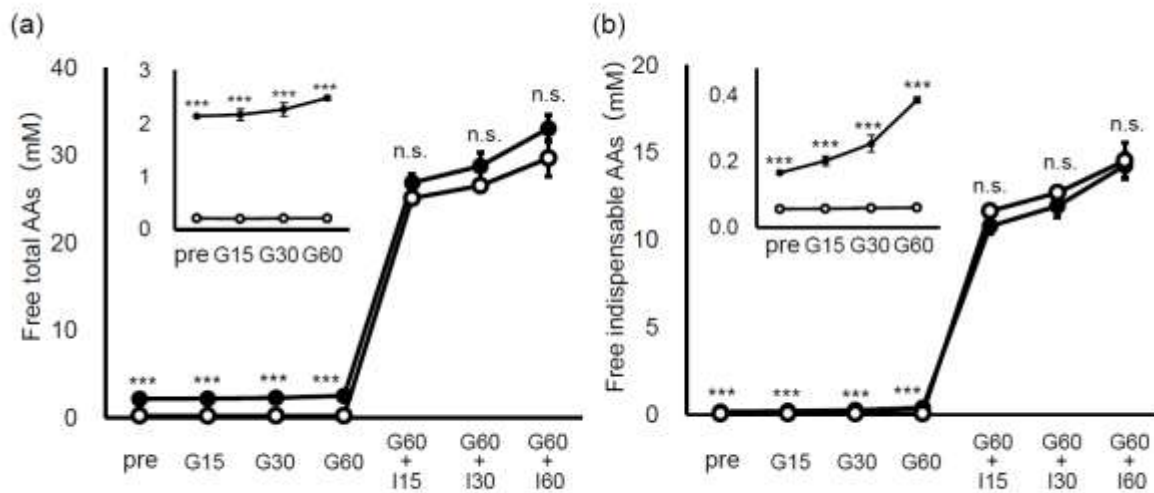 (a)
Free total AAs (mM)
40
30
20
10
0
3
2
1
0
*** *** *** ***
pre G15 G30 G60
n.s. n.s. n.s.
*** *** *** ***
pre G15 G30 G60 G60 G60 G60
+ + +
I15 I30 I60
(b)
Free indispensable AAs (mM)
20
15
10
5
0
0.4
0.2
0.0
*** *** *** ***
pre G15 G30 G60
n.s. n.s. n.s.
*** *** *** ***
pre G15 G30 G60 G60 G60 G60
+ + +
I15 I30 I60